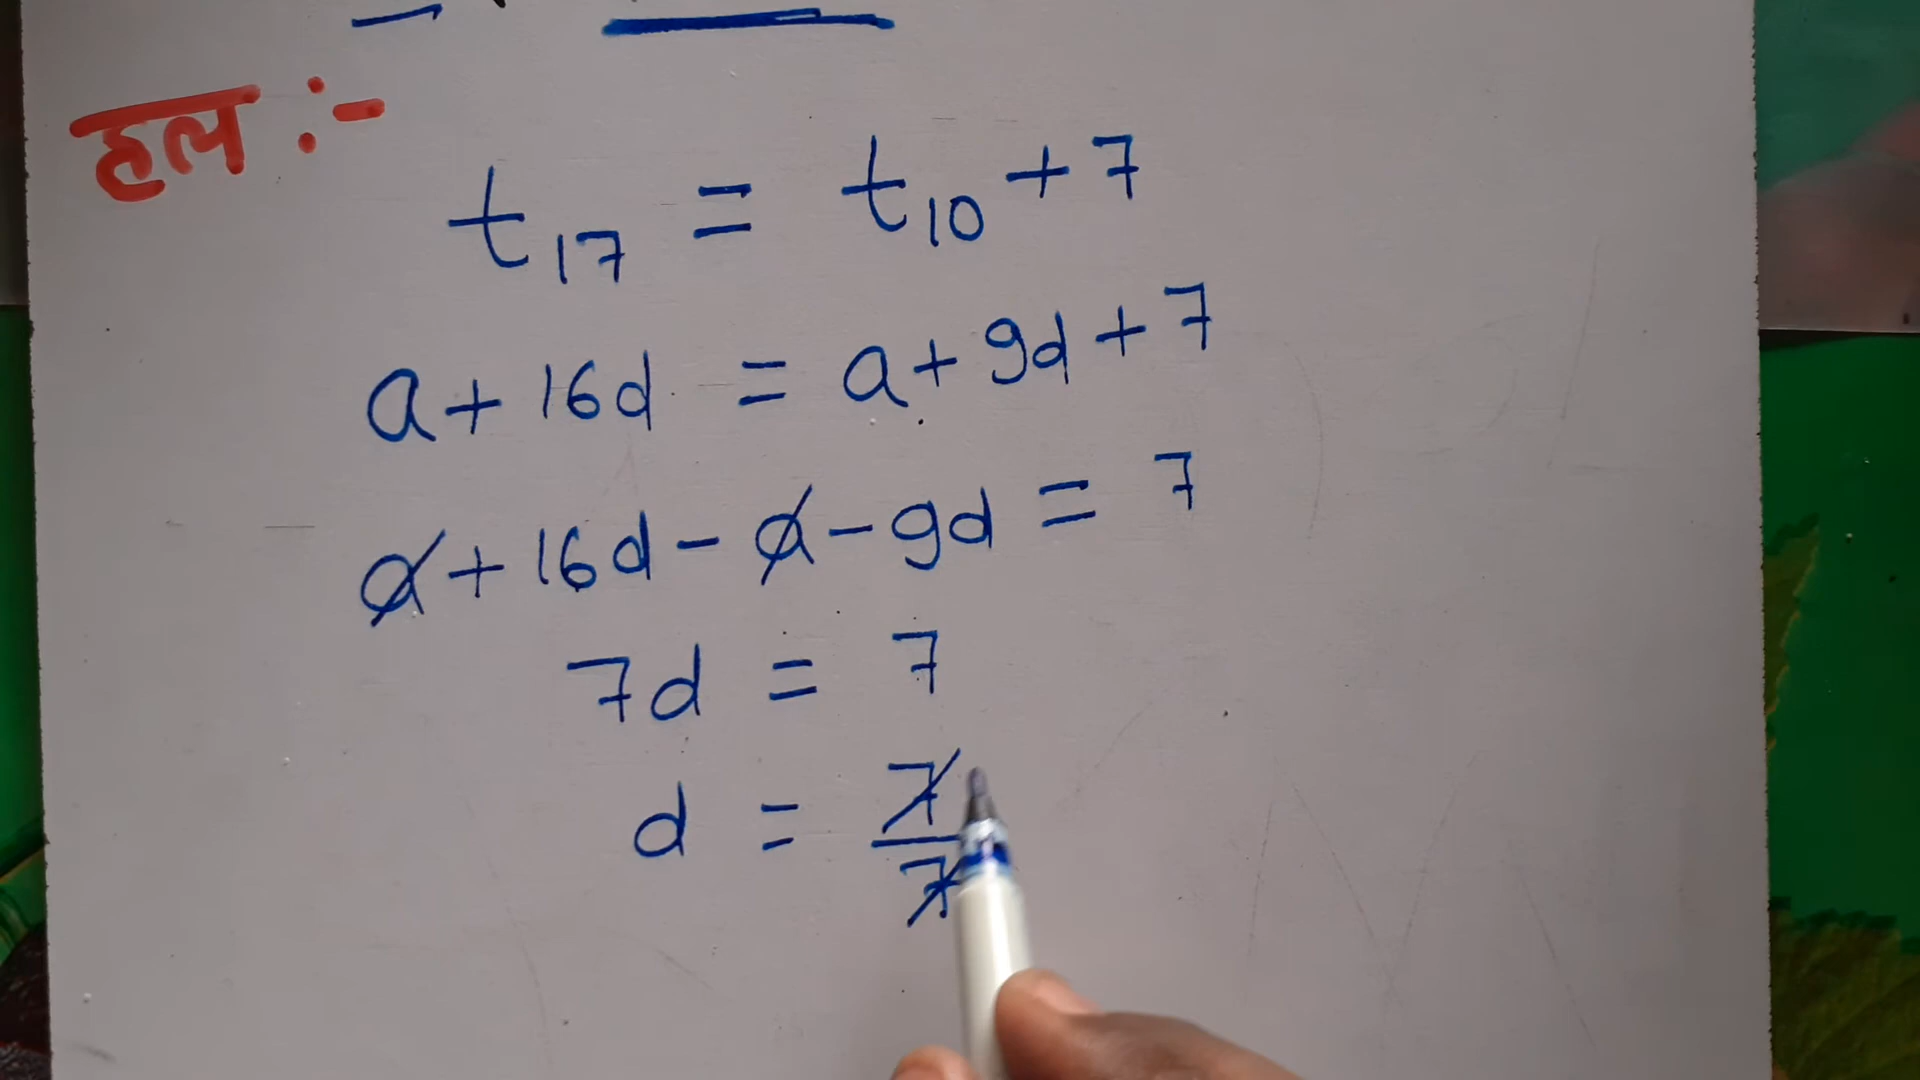 हल :-
t₁₇ = t₁₀ + 7
a + 16d = a + 9d + 7
a + 16d - a - 9d = 7
7d = 7
d = 7/7